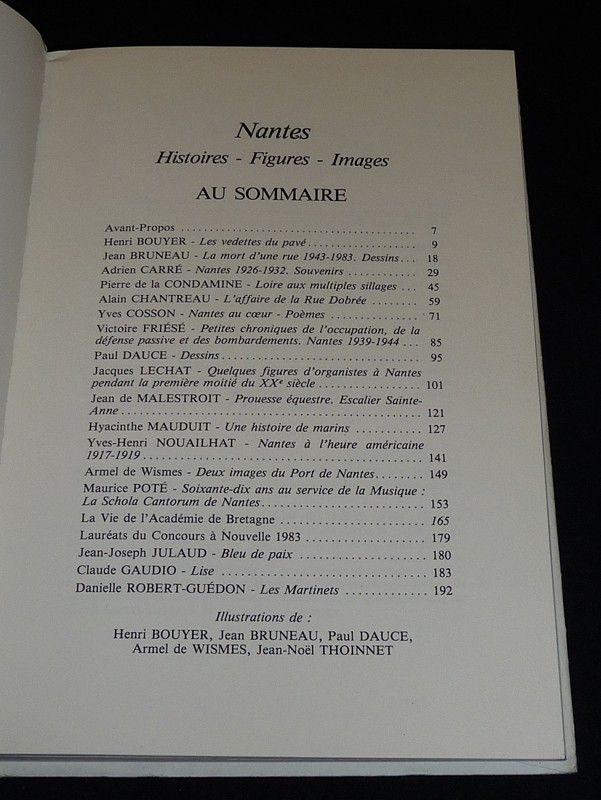 Nantes
Histoires - Figures - Images
AU SOMMAIRE
Avant-Propos ........................................ 7
Henri BOUYER - Les vedettes du pavé .................. 9
Jean BRUNEAU - La mort d'une rue 1943-1983. Dessins ... 18
Adrien CARRÉ - Nantes 1926-1932. Souvenirs ............ 29
Pierre de la CONDAMINE - Loire aux multiples sillages ... 45
Alain CHANTREAU - L'affaire de la Rue Dobrée ........ 59
Yves COSSON - Nantes au cœur - Poèmes ............... 71
Victoire FRIÉSÉ - Petites chroniques de l'occupation, de la
défense passive et des bombardements. Nantes 1939-1944 ... 85
Paul DAUCE - Dessins ................................ 95
Jacques LECHAT - Quelques figures d'organistes à Nantes
pendant la première moitié du XXe siècle ............... 101
Jean de MALESTROIT - Prouesse équestre. Escalier Sainte-
Anne ............................................ 121
Hyacinthe MAUDUIT - Une histoire de marins .......... 127
Yves-Henri NOUAILHAT - Nantes à l'heure américaine
1917-1919 ........................................ 141
Armel de Wismes - Deux images du Port de Nantes ........ 149
Maurice POTÉ - Soixante-dix ans au service de la Musique :
La Schola Cantorum de Nantes ........................ 153
La Vie de l'Académie de Bretagne ...................... 165
Lauréats du Concours à Nouvelle 1983 .................. 179
Jean-Joseph JULAUD - Bleu de paix ................... 180
Claude GAUDIO - Lise .............................. 183
Danielle ROBERT-GUÉDON - Les Martinets ............. 192
Illustrations de :
Henri BOUYER, Jean BRUNEAU, Paul DAUCE,
Armel de WISMES, Jean-Noël THOINNET